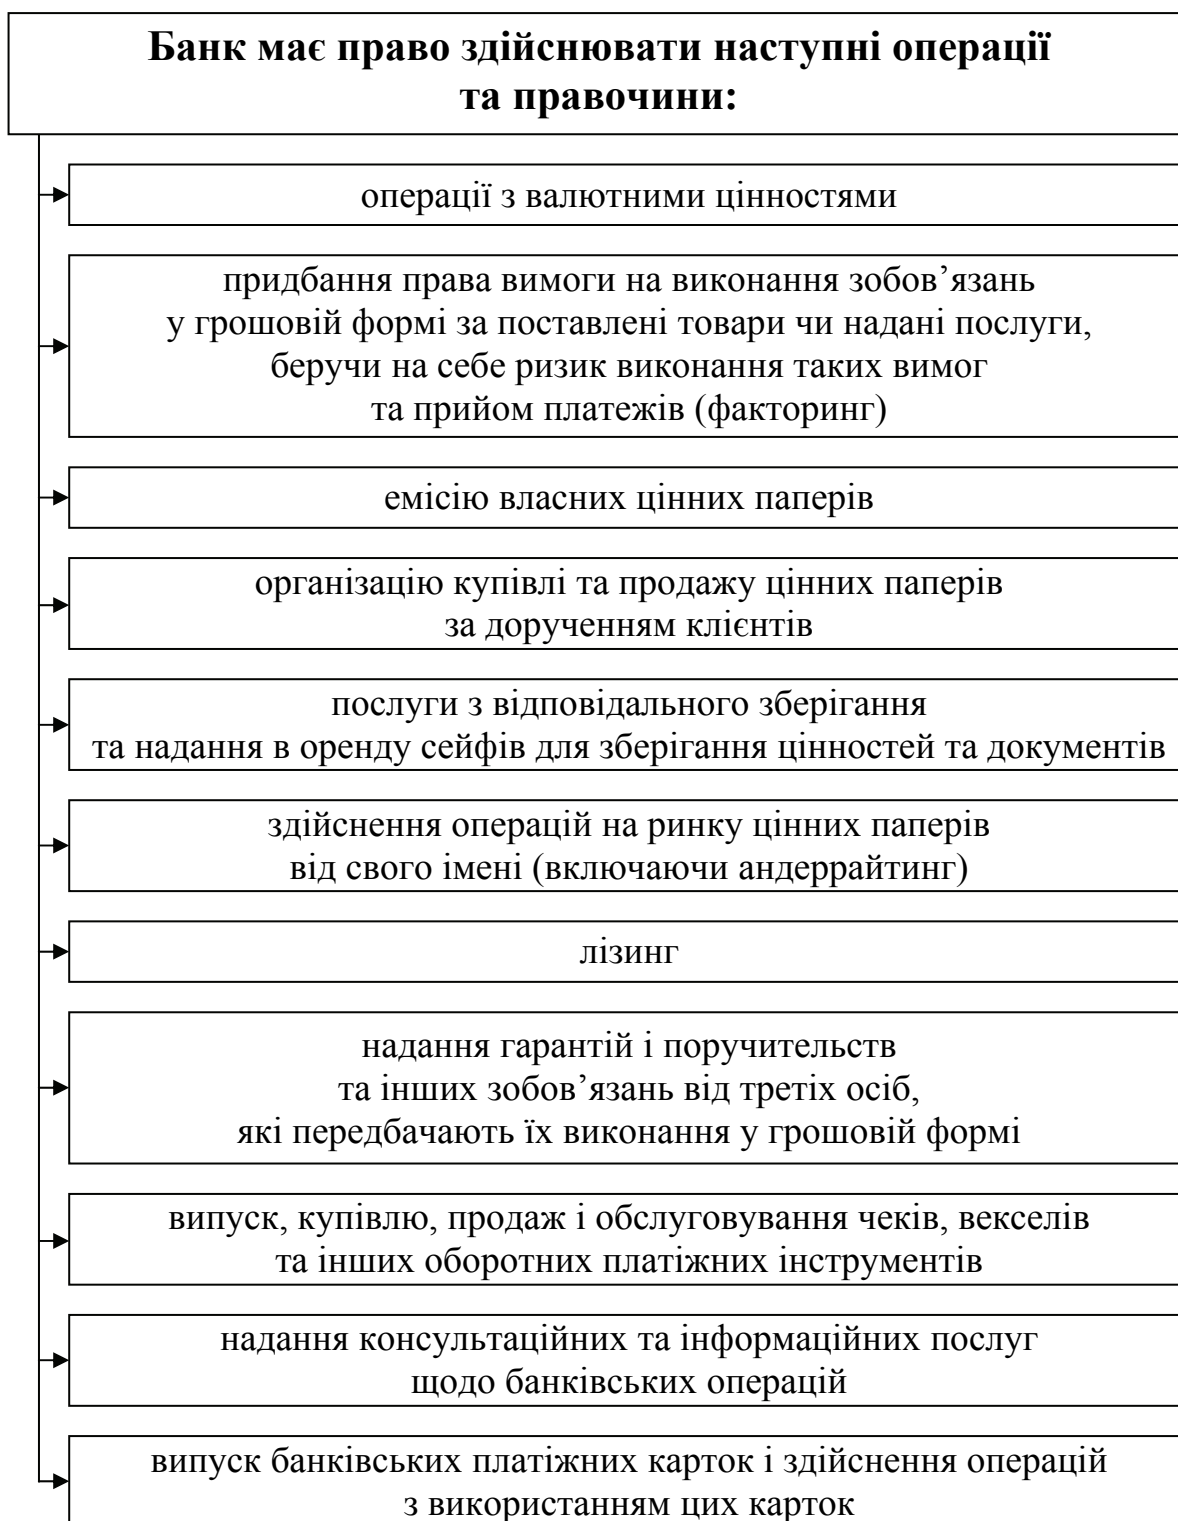 Банк має право здійснювати наступні операції
та правочини:
операції з валютними цінностями
придбання права вимоги на виконання зобов’язань
у грошовій формі за поставлені товари чи надані послуги,
беручи на себе ризик виконання таких вимог
та прийом платежів (факторинг)
емісію власних цінних паперів
організацію купівлі та продажу цінних паперів
за дорученням клієнтів
послуги з відповідального зберігання
та надання в оренду сейфів для зберігання цінностей та документів
здійснення операцій на ринку цінних паперів
від свого імені (включаючи андеррайтинг)
лізинг
надання гарантій і поручительств
та інших зобов’язань від третіх осіб,
які передбачають їх виконання у грошовій формі
випуск, купівлю, продаж і обслуговування чеків, векселів
та інших оборотних платіжних інструментів
надання консультаційних та інформаційних послуг
щодо банківських операцій
випуск банківських платіжних карток і здійснення операцій
з використанням цих карток